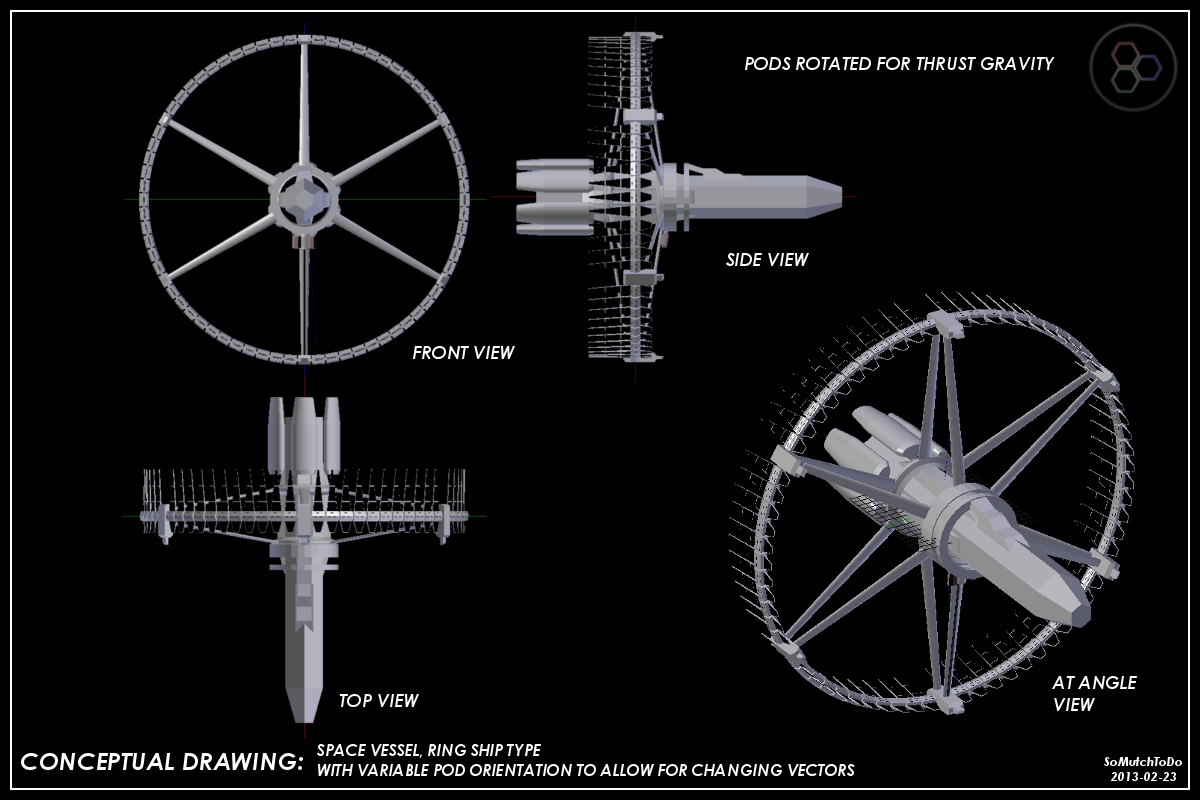 PODS ROTATED FOR THRUST GRAVITY
SIDE VIEW
FRONT VIEW
TOP VIEW
AT ANGLE
VIEW
CONCEPTUAL DRAWING:
SPACE VESSEL, RING SHIP TYPE
WITH VARIABLE POD ORIENTATION TO ALLOW FOR CHANGING VECTORS
SoMutchToDo
2013-02-23